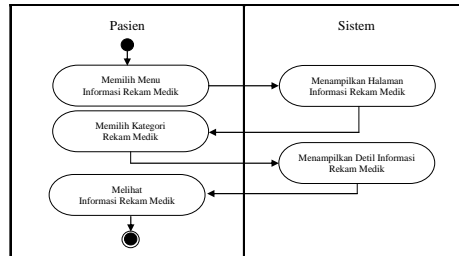 Pasien
Sistem
Memilih Menu
Informasi Rekam Medik
Menampilkan Halaman
Informasi Rekam Medik
Memilih Kategori
Rekam Medik
Menampilkan Detil Informasi
Rekam Medik
Melihat
Informasi Rekam Medik